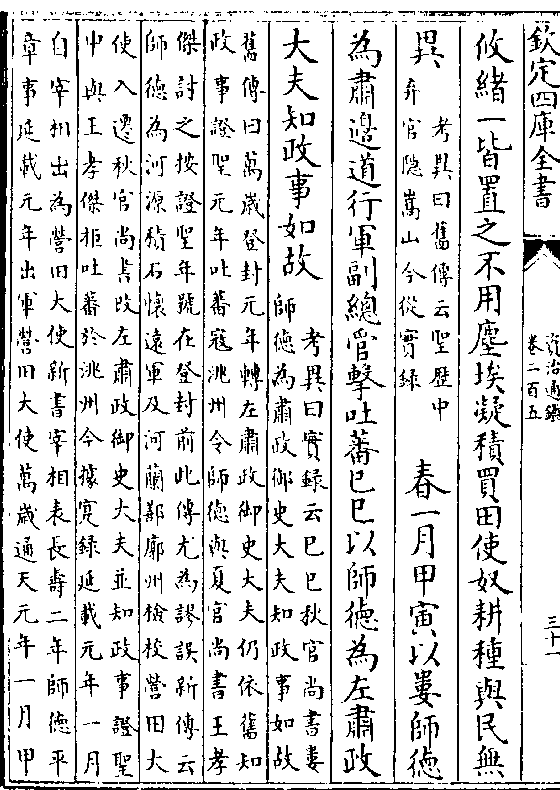 欽定四庫全書
資治通鑑
卷二百五
三十
攸緒一皆置之不用塵埃凝積買田使奴耕種與民無
異
考異曰舊傳云聖歴中
弃官隠嵩山今從實錄
春一月甲寅以婁師德
為肅邊道行軍副總管擊吐蕃已巳以師德為左肅政
大夫知政事如故
考異曰實録云已巳秋官尚書婁
師德為肅政御史大夫知政事如故
舊傳曰萬歲登封元年轉左肅政御史大夫仍依舊知
政事證聖元年吐蕃寇洮州令師德與夏官尚書王孝
傑討之按證聖年號在登封前此傳尤為謬誤新傳云
師德為河源積石懷遠軍及河蘭鄯廓州檢校營田大
使入遷秋官尚書改左肅政御史大夫並知政事證聖
中與王孝傑拒吐蕃於洮州今據實錄延載元年一月
自宰相出為營田大使新書宰相表長壽二年師德平
章事延載元年出軍營田大使萬歲通天元年一月甲